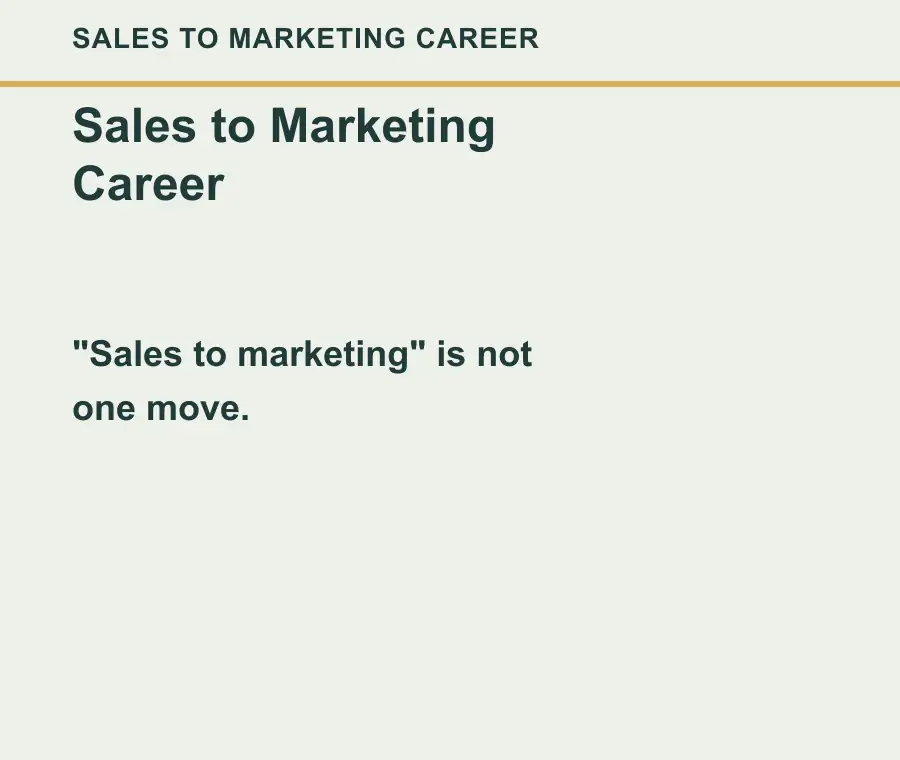 SALES TO MARKETING CAREER
Sales to Marketing
Career
"Sales to marketing" is not
one move.